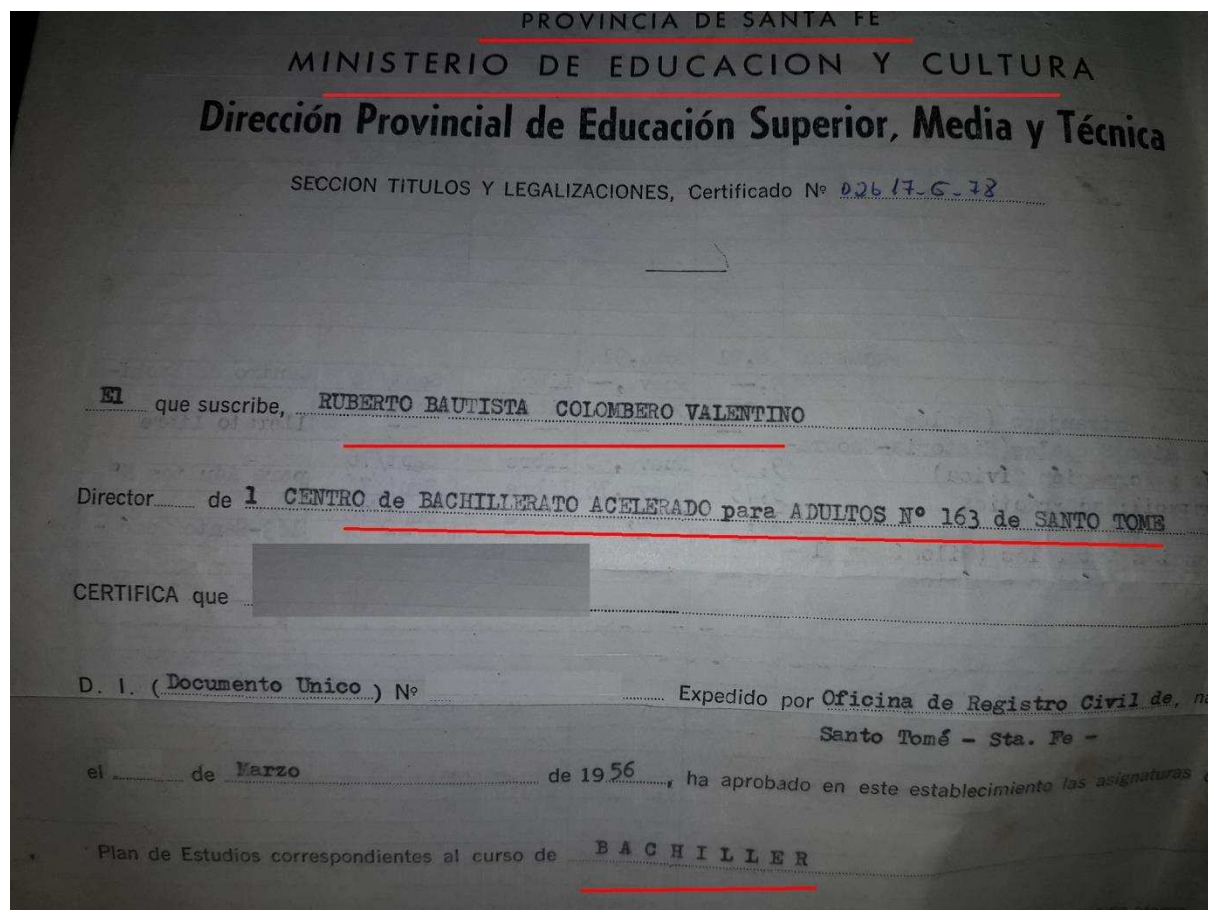 PROVINCIA DE SANTA FE
MINISTERIO DE EDUCACION Y CULTURA
Dirección Provincial de Educación Superior, Media y Técnica
SECCION TITULOS Y LEGALIZACIONES, Certificado Nº
El que suscribe, RUBERTO BAUTISTA COLOMBERO VALENTINO
Director de l CENTRO de BACHILLERATO ACELERADO para ADULTOS Nº 163 de SANTO TOME
CERTIFICA que
D. I. (Documento Unico) Nº Expedido por Oficina de Registro Civil de,
Santo Tomé - Sta. Fe -
el de Marzo de 1956, ha aprobado en este establecimiento las asignaturas
Plan de Estudios correspondientes al curso de BACHILLER